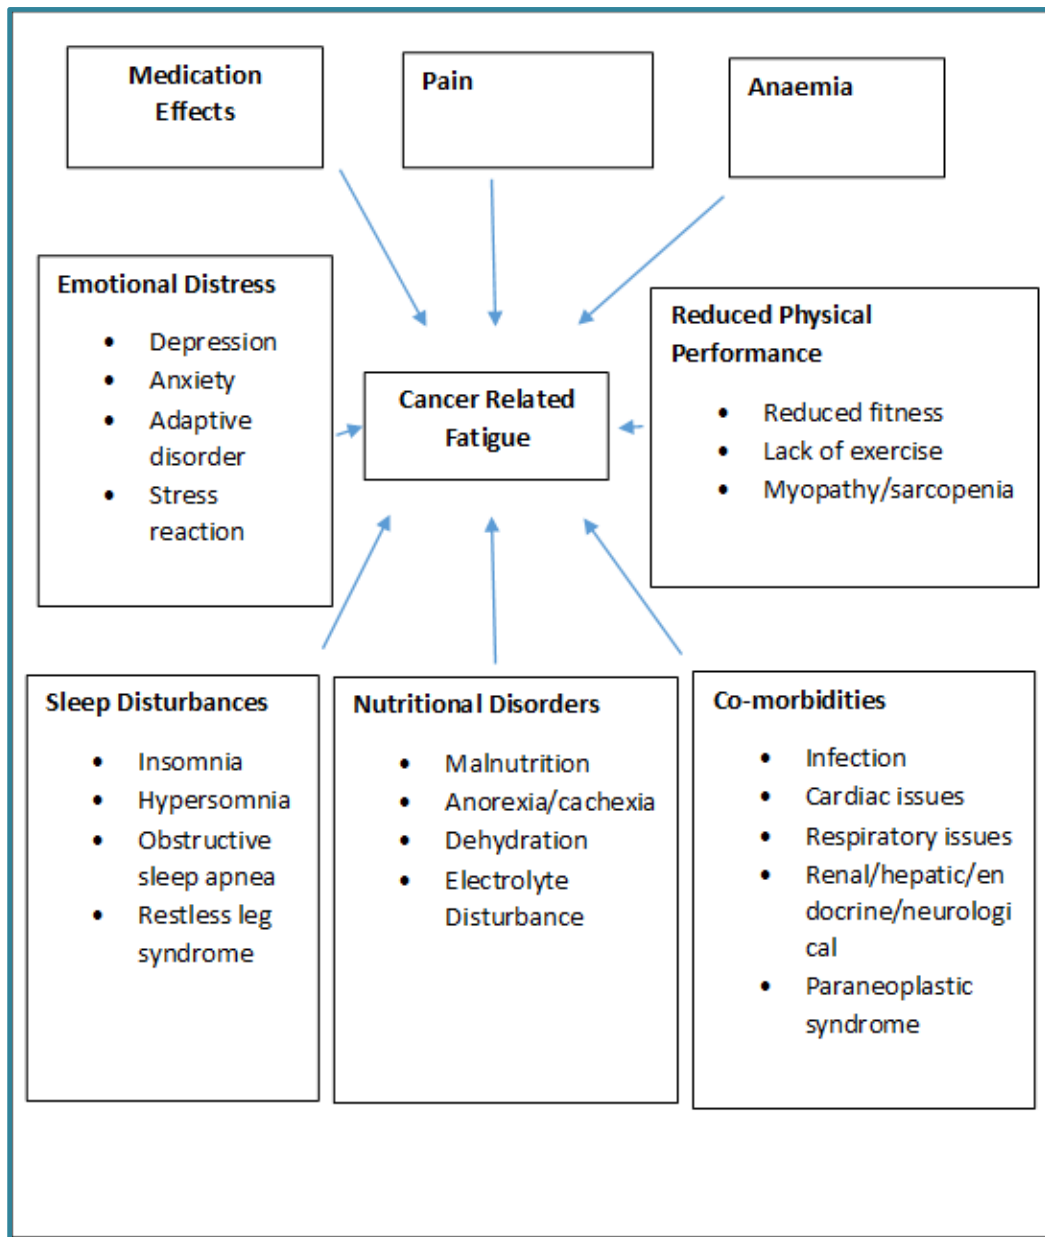 Medication
Effects
Pain
Anaemia
Emotional Distress
• Depression
• Anxiety
• Adaptive
disorder
• Stress
reaction
Cancer Related
Fatigue
Reduced Physical
Performance
• Reduced fitness
• Lack of exercise
• Myopathy/sarcopenia
Sleep Disturbances
• Insomnia
• Hypersomnia
• Obstructive
sleep apnea
• Restless leg
syndrome
Nutritional Disorders
• Malnutrition
• Anorexia/cachexia
• Dehydration
• Electrolyte
Disturbance
Co-morbidities
• Infection
• Cardiac issues
• Respiratory issues
• Renal/hepatic/en
docrine/neurologi
cal
• Paraneoplastic
syndrome